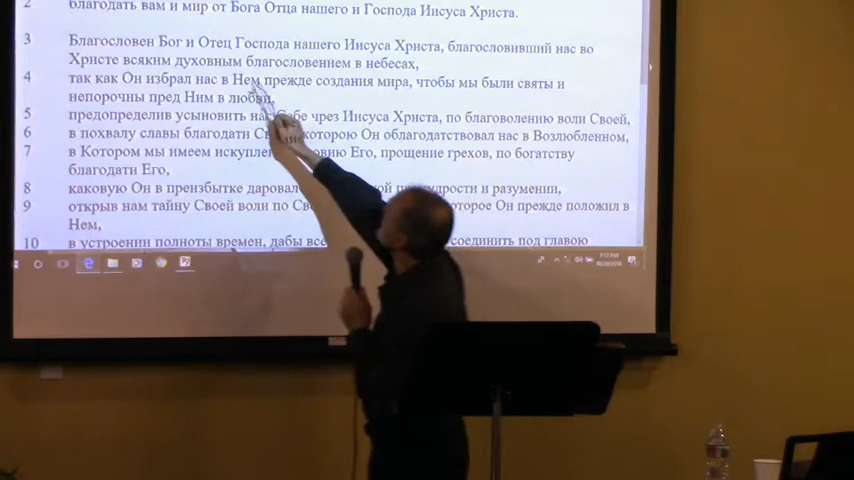 2 благодать вам и мир от Бога Отца нашего и Господа Иисуса Христа.
3 Благословен Бог и Отец Господа нашего Иисуса Христа, благословивший нас во
Христе всяким духовным благословением в небесах,
4 так как Он избрал нас в Нем прежде создания мира, чтобы мы были святы и
непорочны пред Ним в любви,
5 предопределив усыновить нас Себе чрез Иисуса Христа, по благоволению воли Своей,
6 в похвалу славы благодати которою Он облагодатствовал нас в Возлюбленном,
7 в Котором мы имеем Его, прощение грехов, по богатству
благодати Его,
8 каковую Он в преизбытке и разумении,
9 открыв нам тайну Своей воли по которое Он прежде положил в
Нем,
10 в устроении полноты времен, дабы все соединить под главою